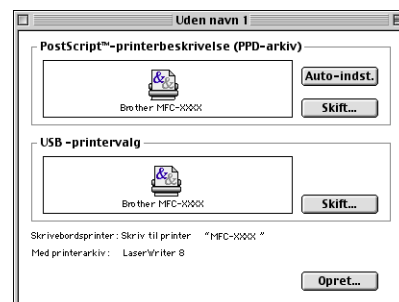 Uden navn 1
PostScript™-printerbeskrivelse (PPD-arkiv)
Brother MFC-XXXX
Auto-indst.
Skift...
USB -printervalg
Brother MFC-XXXX
Skift...
Skrivebordsprinter : Skriv til printer “MFC-XXXX ”
Med printerarkiv : LaserWriter 8
Opret...